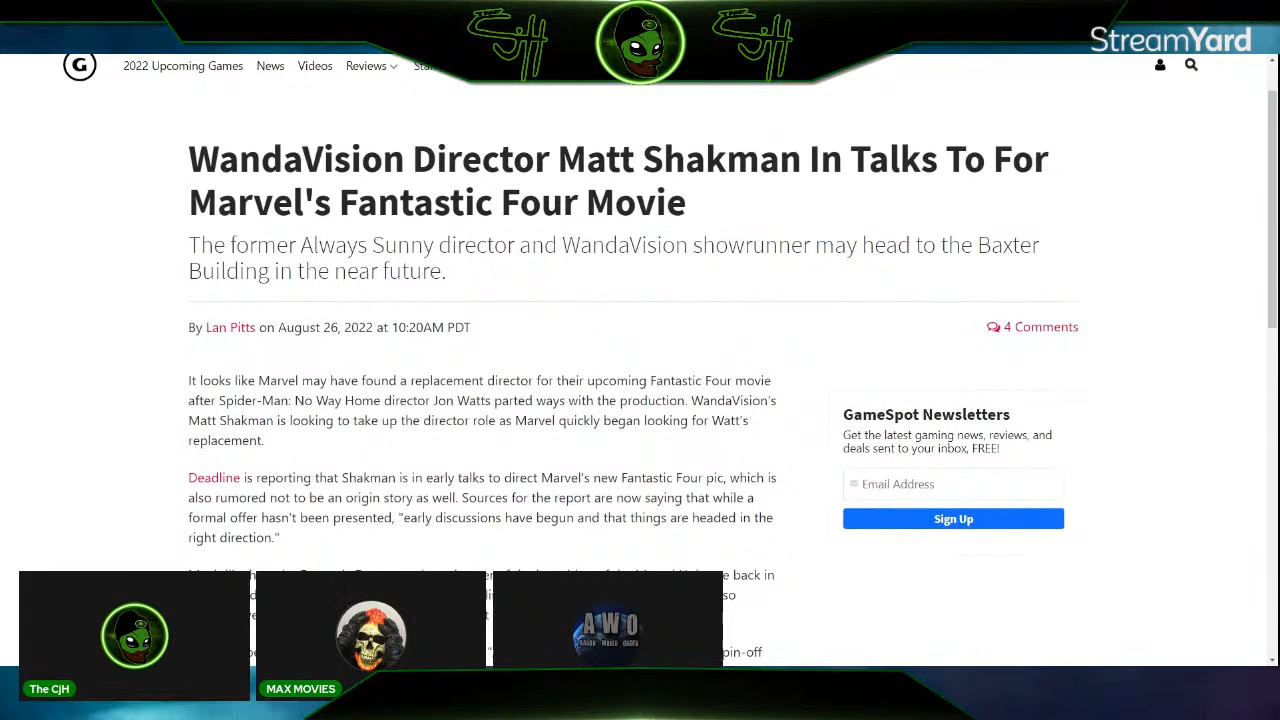 StreamYard
G
2022 Upcoming Games News Videos Reviews
WandaVision Director Matt Shakman In Talks To For
Marvel's Fantastic Four Movie
The former Always Sunny director and WandaVision showrunner may head to the Baxter
Building in the near future.
By Lan Pitts on August 26, 2022 at 10:20AM PDT
4 Comments
It looks like Marvel may have found a replacement director for their upcoming Fantastic Four movie
after Spider-Man: No Way Home director Jon Watts parted ways with the production. WandaVision's
Matt Shakman is looking to take up the director role as Marvel quickly began looking for Watt's
replacement.
Deadline is reporting that Shakman is in early talks to direct Marvel's new Fantastic Four pic, which is
also rumored not to be an origin story as well. Sources for the report are now saying that while a
formal offer hasn't been presented, "early discussions have begun and that things are headed in the
right direction."
back in
pin-off
GameSpot Newsletters
Get the latest gaming news, reviews, and
deals sent to your inbox, FREE!
Email Address
Sign Up
AWO
The CjH
MAX MOVIES